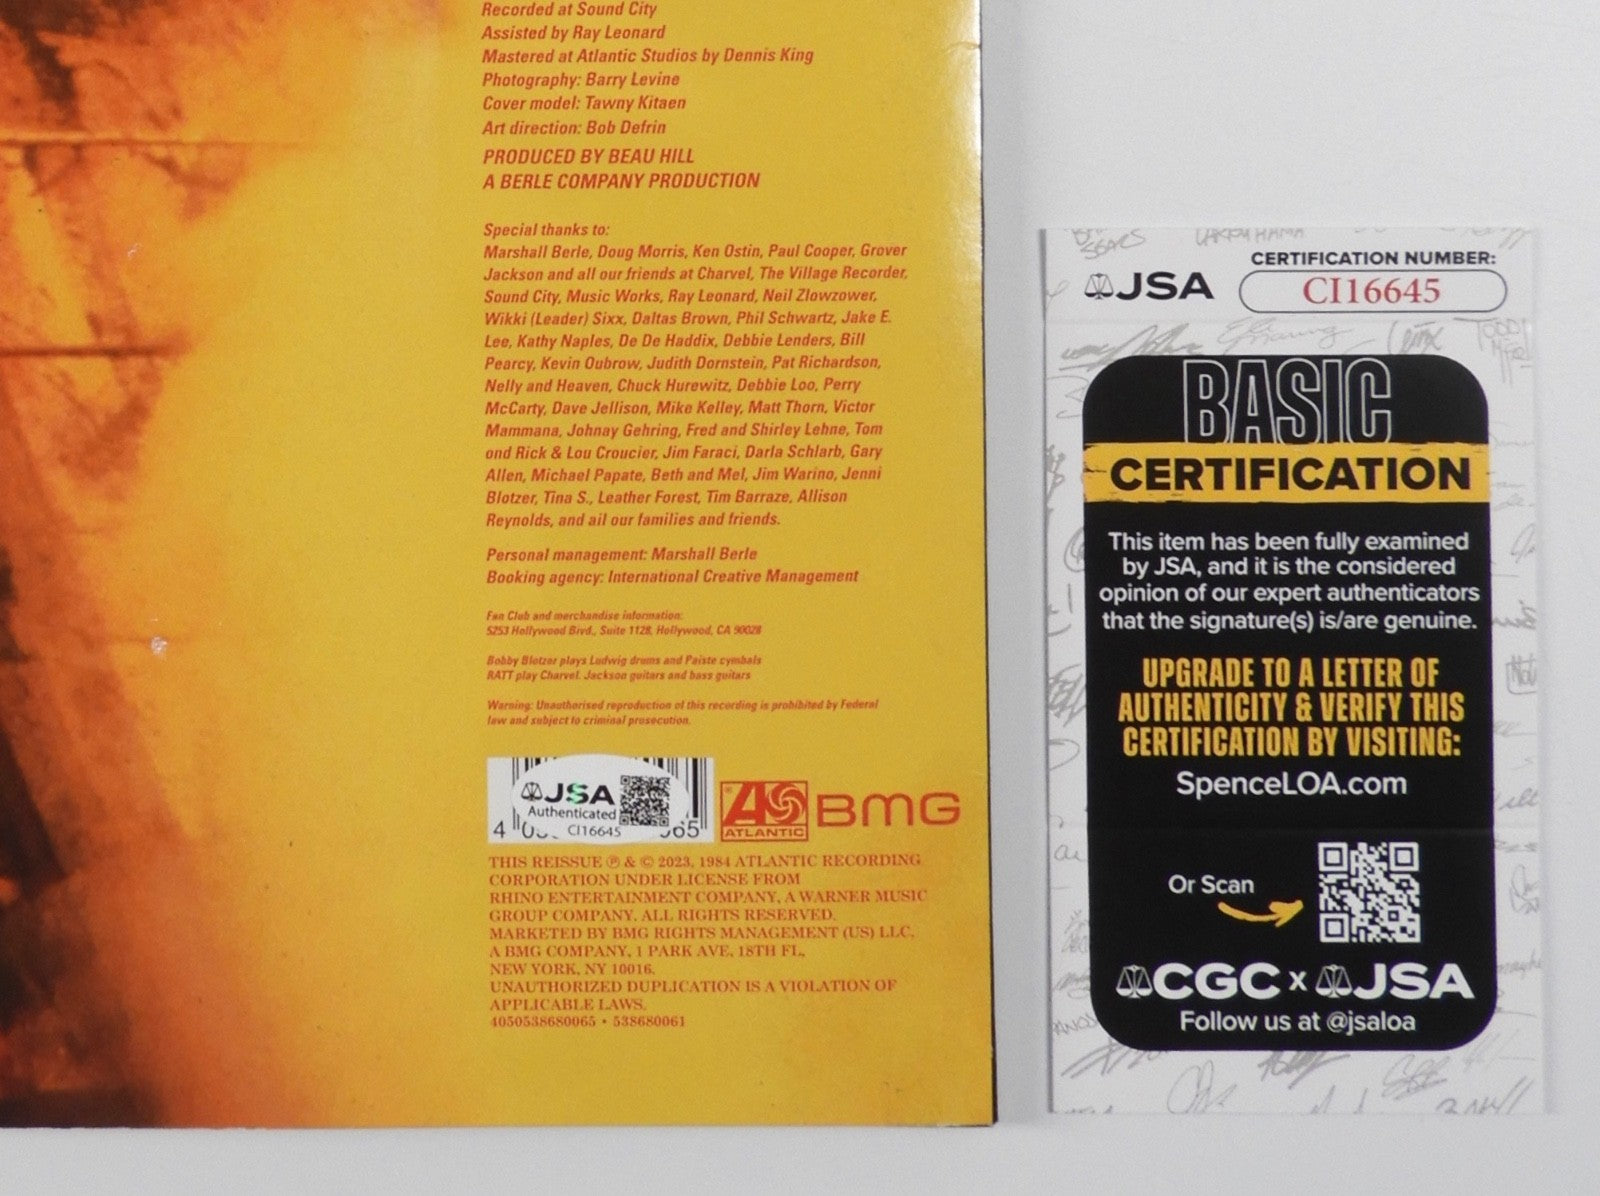 Recorded at Sound City
Assisted by Ray Leonard
Mastered at Atlantic Studios by Dennis King
Photography: Barry Levine
Cover model: Tawny Kitaen
Art direction: Bob Defrin
PRODUCED BY BEAU HILL
A BERLE COMPANY PRODUCTION
Special thanks to:
Marshall Berle, Doug Morris, Ken Ostin, Paul Cooper, Grover
Jackson and all our friends at Charvel, The Village Recorder,
Sound City, Music Works, Ray Leonard, Neil Zlowzower,
Wikki (Leader) Sixx, Daltas Brown, Phil Schwartz, Jake E.
Lee, Kathy Naples, De De Haddix, Debbie Lenders, Bill
Pearcy, Kevin Oubrow, Judith Dornstein, Pat Richardson,
Nelly and Heaven, Chuck Hurewitz, Debbie Loo, Perry
McCarty, Dave Jellison, Mike Kelley, Matt Thorn, Victor
Mammana, Johnay Gehring, Fred and Shirley Lehne, Tom
ond Rick & Lou Croucier, Jim Faraci, Darla Schlarb, Gary
Allen, Michael Papate, Beth and Mel, Jim Warino, Jenni
Blotzer, Tina S., Leather Forest, Tim Barraze, Allison
Reynolds, and ail our families and friends.
Personal management: Marshall Berle
Booking agency: International Creative Management
Fan Club and merchandise information:
5253 Hollywood Bivd., Suite 1128, Hollywood, CA 90028
Bobby Blotzer plays Ludwig drums and Paiste cymbals
RATT play Charvel. Jackson guitars and bass guitars
Warning: Unauthorised reproduction of this recording is prohibited by Federal
law and subject to criminal prosecution.
JSA
Authenticated
CI16645
4
65
ATLANTIC
BMG
THIS REISSUE ℗ & © 2023, 1984 ATLANTIC RECORDING
CORPORATION UNDER LICENSE FROM
RHINO ENTERTAINMENT COMPANY, A WARNER MUSIC
GROUP COMPANY. ALL RIGHTS RESERVED.
MARKETED BY BMG RIGHTS MANAGEMENT (US) LLC,
A BMG COMPANY, 1 PARK AVE, 18TH FL,
NEW YORK, NY 10016.
UNAUTHORIZED DUPLICATION IS A VIOLATION OF
APPLICABLE LAWS.
4050538680065 • 538680061
JSA
CERTIFICATION NUMBER:
CI16645
BASIC
CERTIFICATION
This item has been fully examined
by JSA, and it is the considered
opinion of our expert authenticators
that the signature(s) is/are genuine.
UPGRADE TO A LETTER OF
AUTHENTICITY & VERIFY THIS
CERTIFICATION BY VISITING:
SpenceLOA.com
Or Scan
CGC x JSA
Follow us at @jsaloa